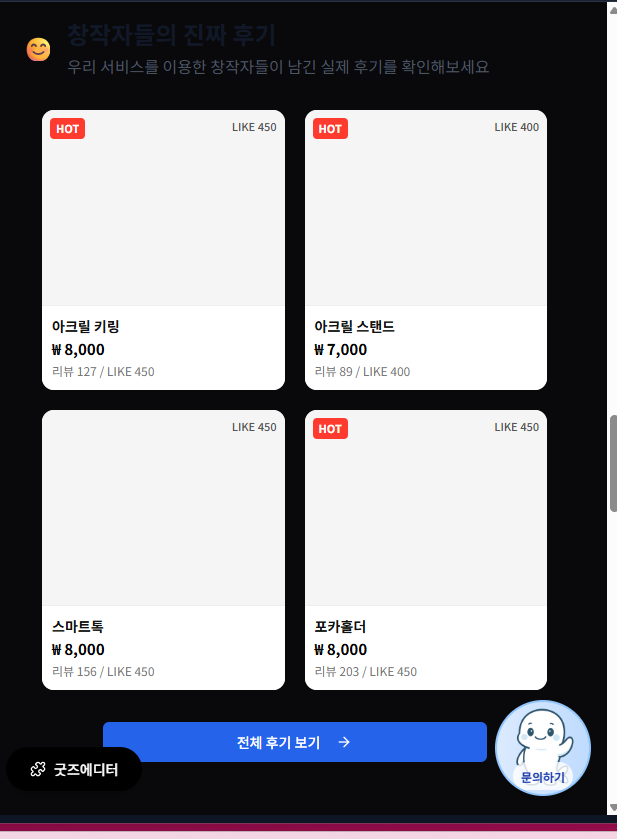 창작자들의 진짜 후기
우리 서비스를 이용한 창작자들이 남긴 실제 후기를 확인해보세요
HOT
LIKE 450
HOT
LIKE 400
아크릴 키링
₩ 8,000
리뷰 127 / LIKE 450
아크릴 스탠드
₩ 7,000
리뷰 89 / LIKE 400
LIKE 450
HOT
LIKE 450
스마트톡
₩ 8,000
리뷰 156 / LIKE 450
포카홀더
₩ 8,000
리뷰 203 / LIKE 450
전체 후기 보기 →
굿즈에디터
문의하기